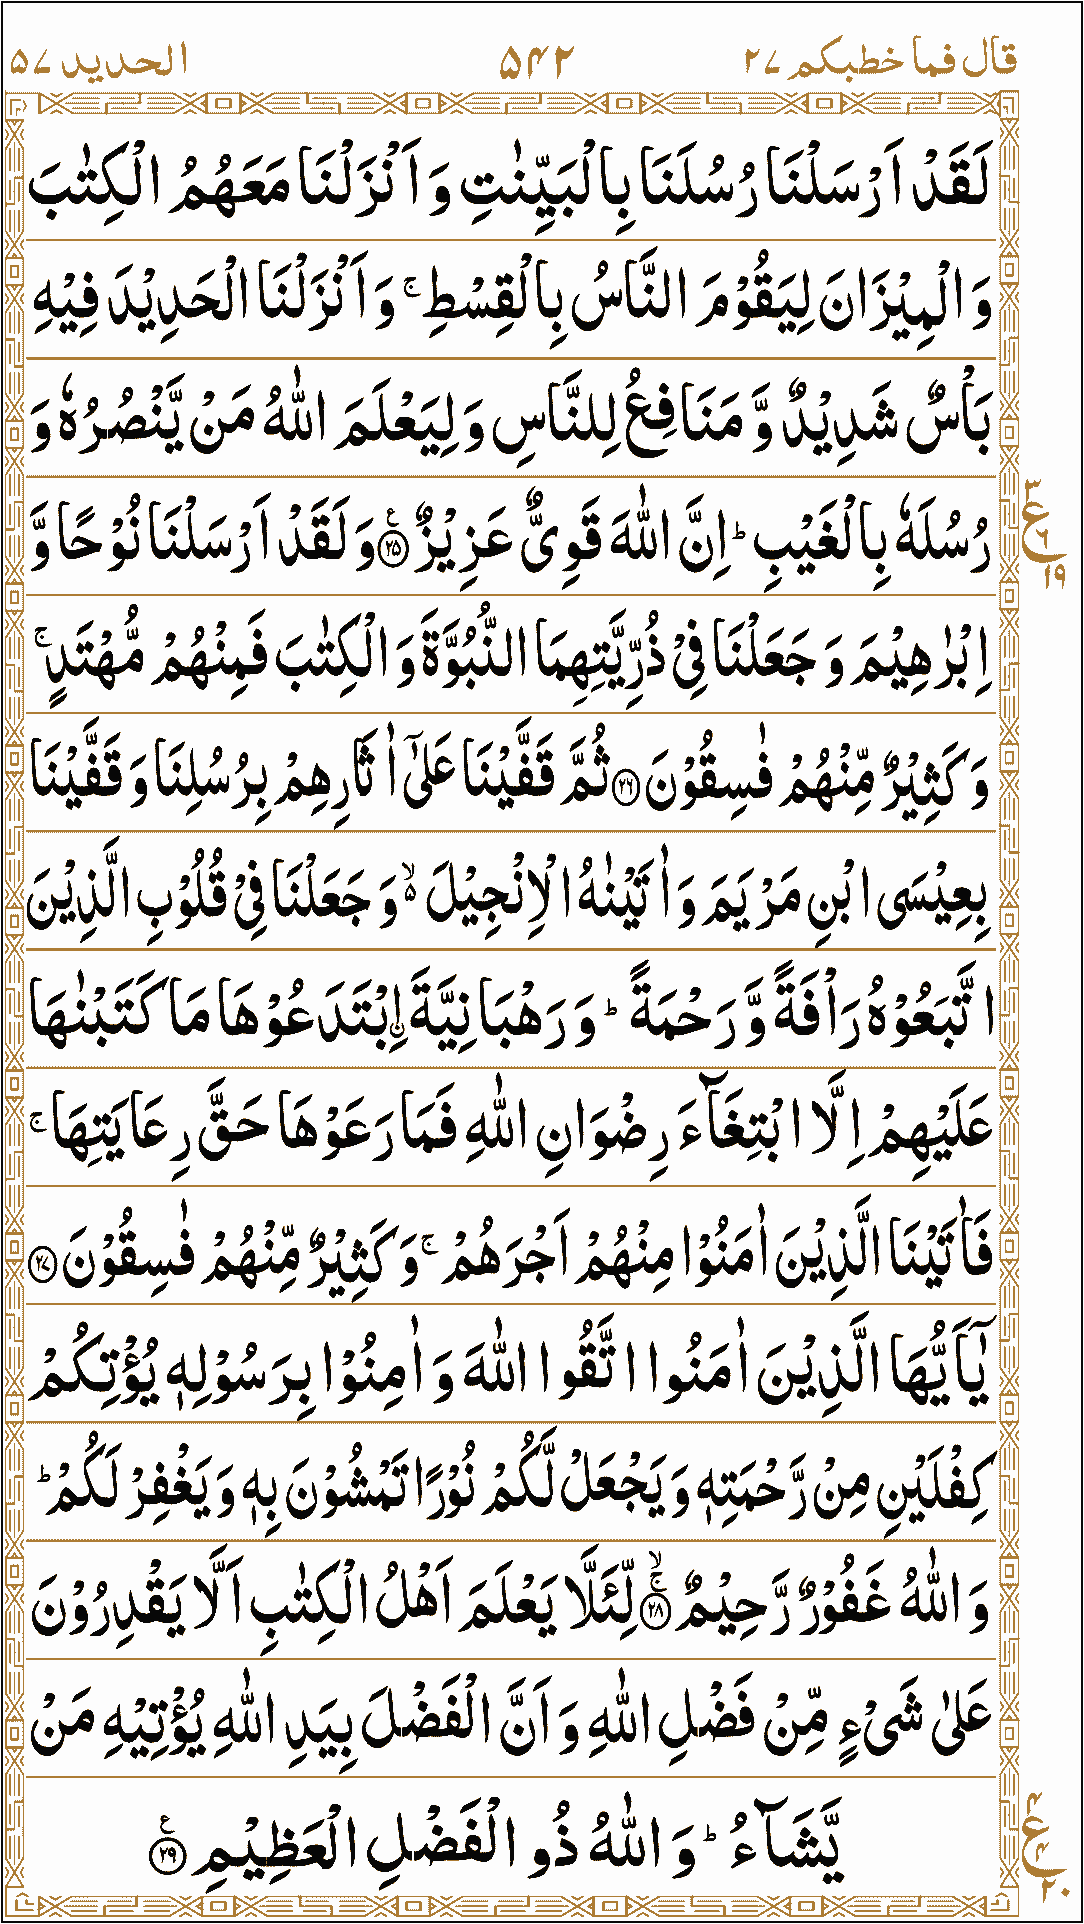 قال فما خطبكم ٢٧ ٥٤٢ الحديد ٥٧
لَقَدْ اَرْسَلْنَا رُسُلَنَا بِالْبَيِّنٰتِ وَ اَنْزَلْنَا مَعَهُمُ الْكِتٰبَ
وَ الْمِيْزَانَ لِيَقُوْمَ النَّاسُ بِالْقِسْطِ ۚ وَ اَنْزَلْنَا الْحَدِيْدَ فِيْهِ
بَاْسٌ شَدِيْدٌ وَّ مَنَافِعُ لِلنَّاسِ وَ لِيَعْلَمَ اللّٰهُ مَنْ يَّنْصُرُهٗ وَ
رُسُلَهٗ بِالْغَيْبِ ؕ اِنَّ اللّٰهَ قَوِيٌّ عَزِيْزٌ ع ٢٥ وَ لَقَدْ اَرْسَلْنَا نُوْحًا وَّ
٣ ع ٦ ١٩
اِبْرٰهِيْمَ وَ جَعَلْنَا فِيْ ذُرِّيَّتِهِمَا النُّبُوَّةَ وَ الْكِتٰبَ فَمِنْهُمْ مُّهْتَدٍ ۚ
وَ كَثِيْرٌ مِّنْهُمْ فٰسِقُوْنَ ٢٦ ثُمَّ قَفَّيْنَا عَلٰۤى اٰثَارِهِمْ بِرُسُلِنَا وَ قَفَّيْنَا
بِعِيْسَى ابْنِ مَرْيَمَ وَ اٰتَيْنٰهُ الْاِنْجِيْلَ ۙ۵ وَ جَعَلْنَا فِيْ قُلُوْبِ الَّذِيْنَ
اتَّبَعُوْهُ رَاْفَةً وَّ رَحْمَةً ؕ وَ رَهْبَانِيَّةَ اِ۟بْتَدَعُوْهَا مَا كَتَبْنٰهَا
عَلَيْهِمْ اِلَّا ابْتِغَآءَ رِضْوَانِ اللّٰهِ فَمَا رَعَوْهَا حَقَّ رِعَايَتِهَا ۚ
فَاٰتَيْنَا الَّذِيْنَ اٰمَنُوْا مِنْهُمْ اَجْرَهُمْ ۚ وَ كَثِيْرٌ مِّنْهُمْ فٰسِقُوْنَ ٢٧
يٰۤاَيُّهَا الَّذِيْنَ اٰمَنُوا اتَّقُوا اللّٰهَ وَ اٰمِنُوْا بِرَسُوْلِهٖ يُؤْتِكُمْ
كِفْلَيْنِ مِنْ رَّحْمَتِهٖ وَ يَجْعَلْ لَّكُمْ نُوْرًا تَمْشُوْنَ بِهٖ وَ يَغْفِرْ لَكُمْ ؕ
وَ اللّٰهُ غَفُوْرٌ رَّحِيْمٌ ۚۙ ٢٨ لِّئَلَّا يَعْلَمَ اَهْلُ الْكِتٰبِ اَلَّا يَقْدِرُوْنَ
عَلٰى شَيْءٍ مِّنْ فَضْلِ اللّٰهِ وَ اَنَّ الْفَضْلَ بِيَدِ اللّٰهِ يُؤْتِيْهِ مَنْ
يَّشَآءُ ؕ وَ اللّٰهُ ذُو الْفَضْلِ الْعَظِيْمِ ع ٢٩
٤ ع ٤ ٢٠